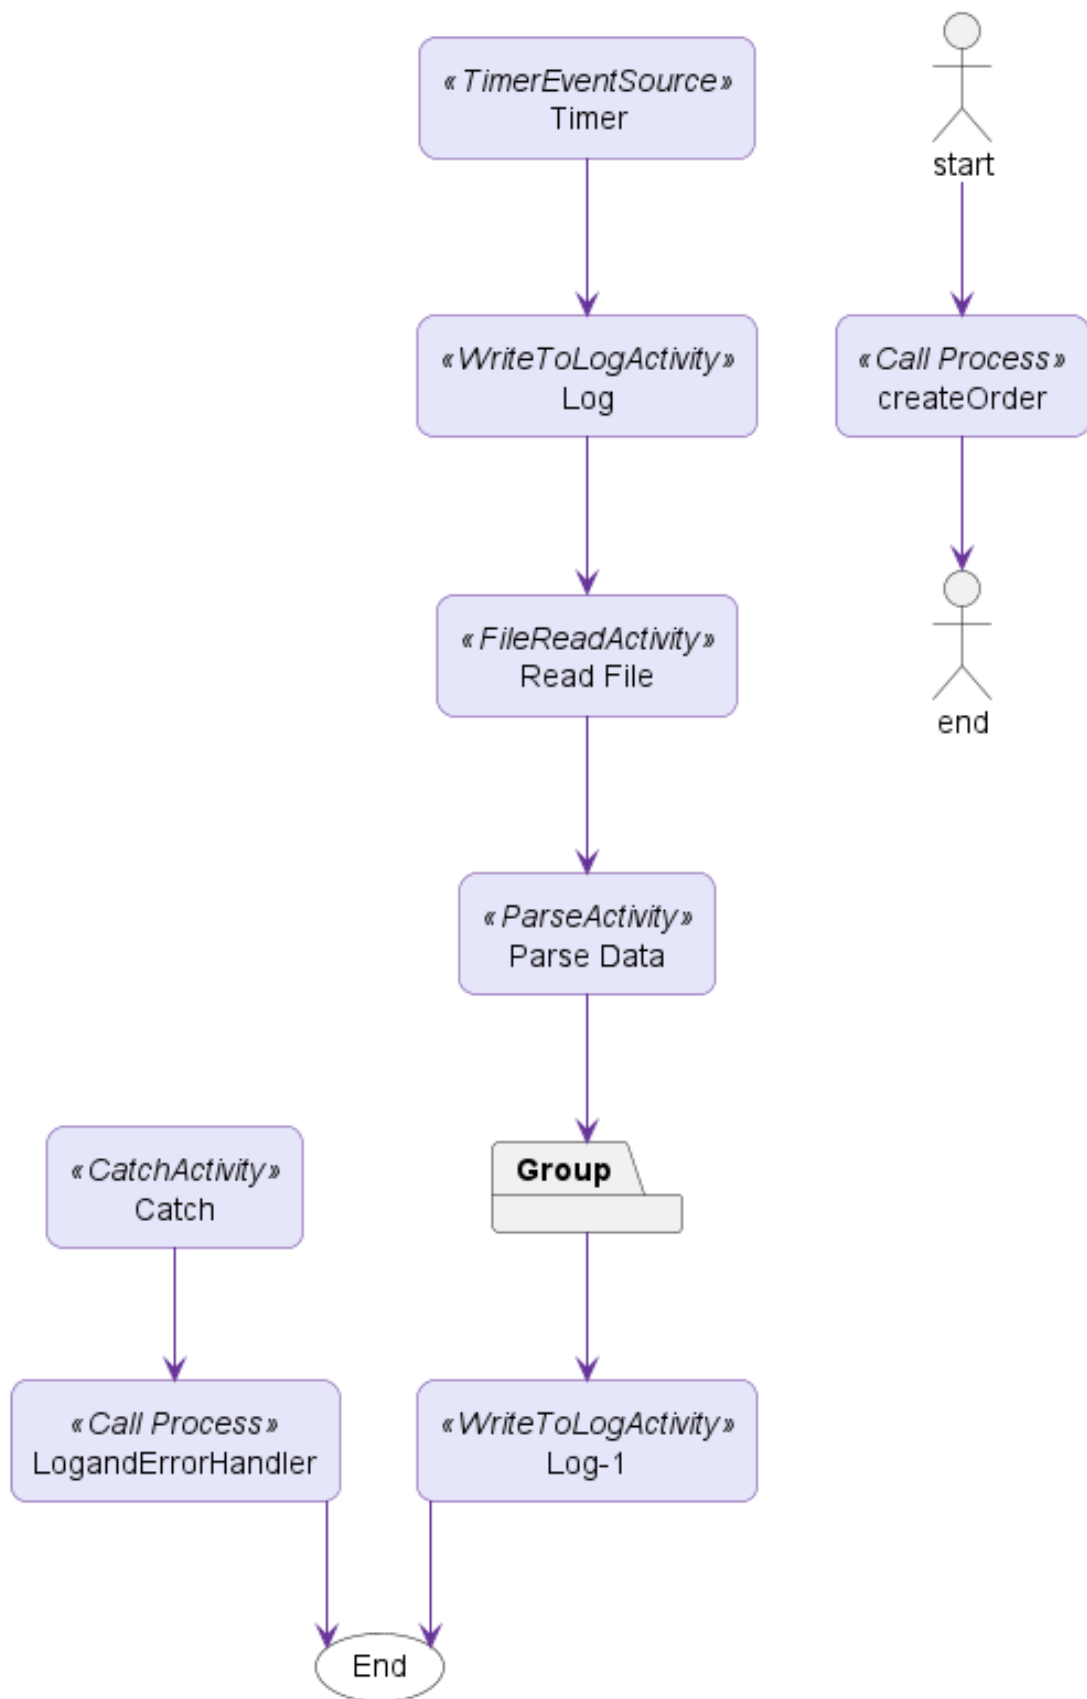 «TimerEventSource»
Timer
start
«WriteToLogActivity»
Log
«Call Process»
createOrder
«FileReadActivity»
Read File
end
«ParseActivity»
Parse Data
«CatchActivity»
Catch
Group
«Call Process»
LogandErrorHandler
«WriteToLogActivity»
Log-1
End